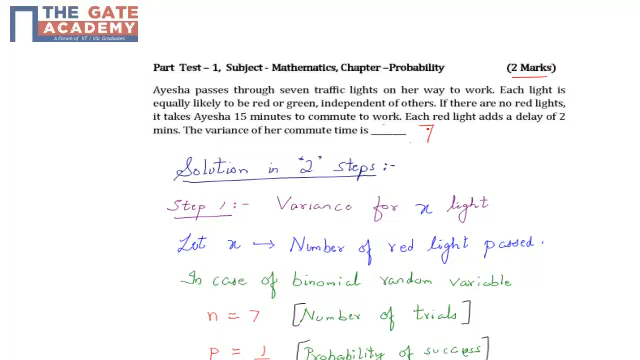 THE GATE
ACADEMY
A Forum of IIT / IISc Graduates
Part Test – 1, Subject - Mathematics, Chapter –Probability (2 Marks)
Ayesha passes through seven traffic lights on her way to work. Each light is
equally likely to be red or green, independent of others. If there are no red lights,
it takes Ayesha 15 minutes to commute to work. Each red light adds a delay of 2
mins. The variance of her commute time is ______ 7
Solution in "2" Steps :-
Step 1 :- Variance for x light
Let x → Number of red light passed.
In case of binomial random variable
n = 7 [Number of trials]
p = 1 [Probability of success]